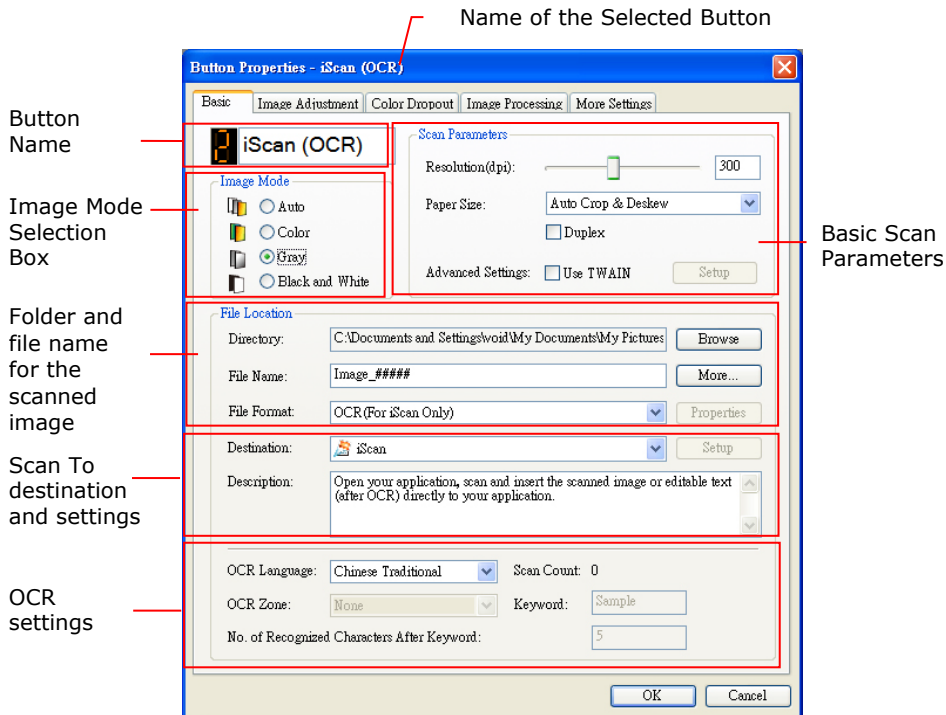 Name of the Selected Button
Button Properties - iScan (OCR)
Basic Image Adjustment Color Dropout Image Processing More Settings
Button
Name
2 iScan (OCR)
Image Mode
Selection
Box
Image Mode
Auto
Color
Gray
Black and White
Scan Parameters
Resolution(dpi): 300
Paper Size: Auto Crop & Deskew
Duplex
Advanced Settings: Use TWAIN Setup
Basic Scan
Parameters
Folder and
file name
for the
scanned
image
File Location
Directory: C:\Documents and Settings\void\My Documents\My Pictures Browse
File Name: Image_##### More...
File Format: OCR(For iScan Only) Properties
Scan To
destination
and settings
Destination: iScan Setup
Description: Open your application, scan and insert the scanned image or editable text
(after OCR) directly to your application.
OCR
settings
OCR Language: Chinese Traditional Scan Count: 0
OCR Zone: None Keyword: Sample
No. of Recognized Characters After Keyword: 5
OK Cancel